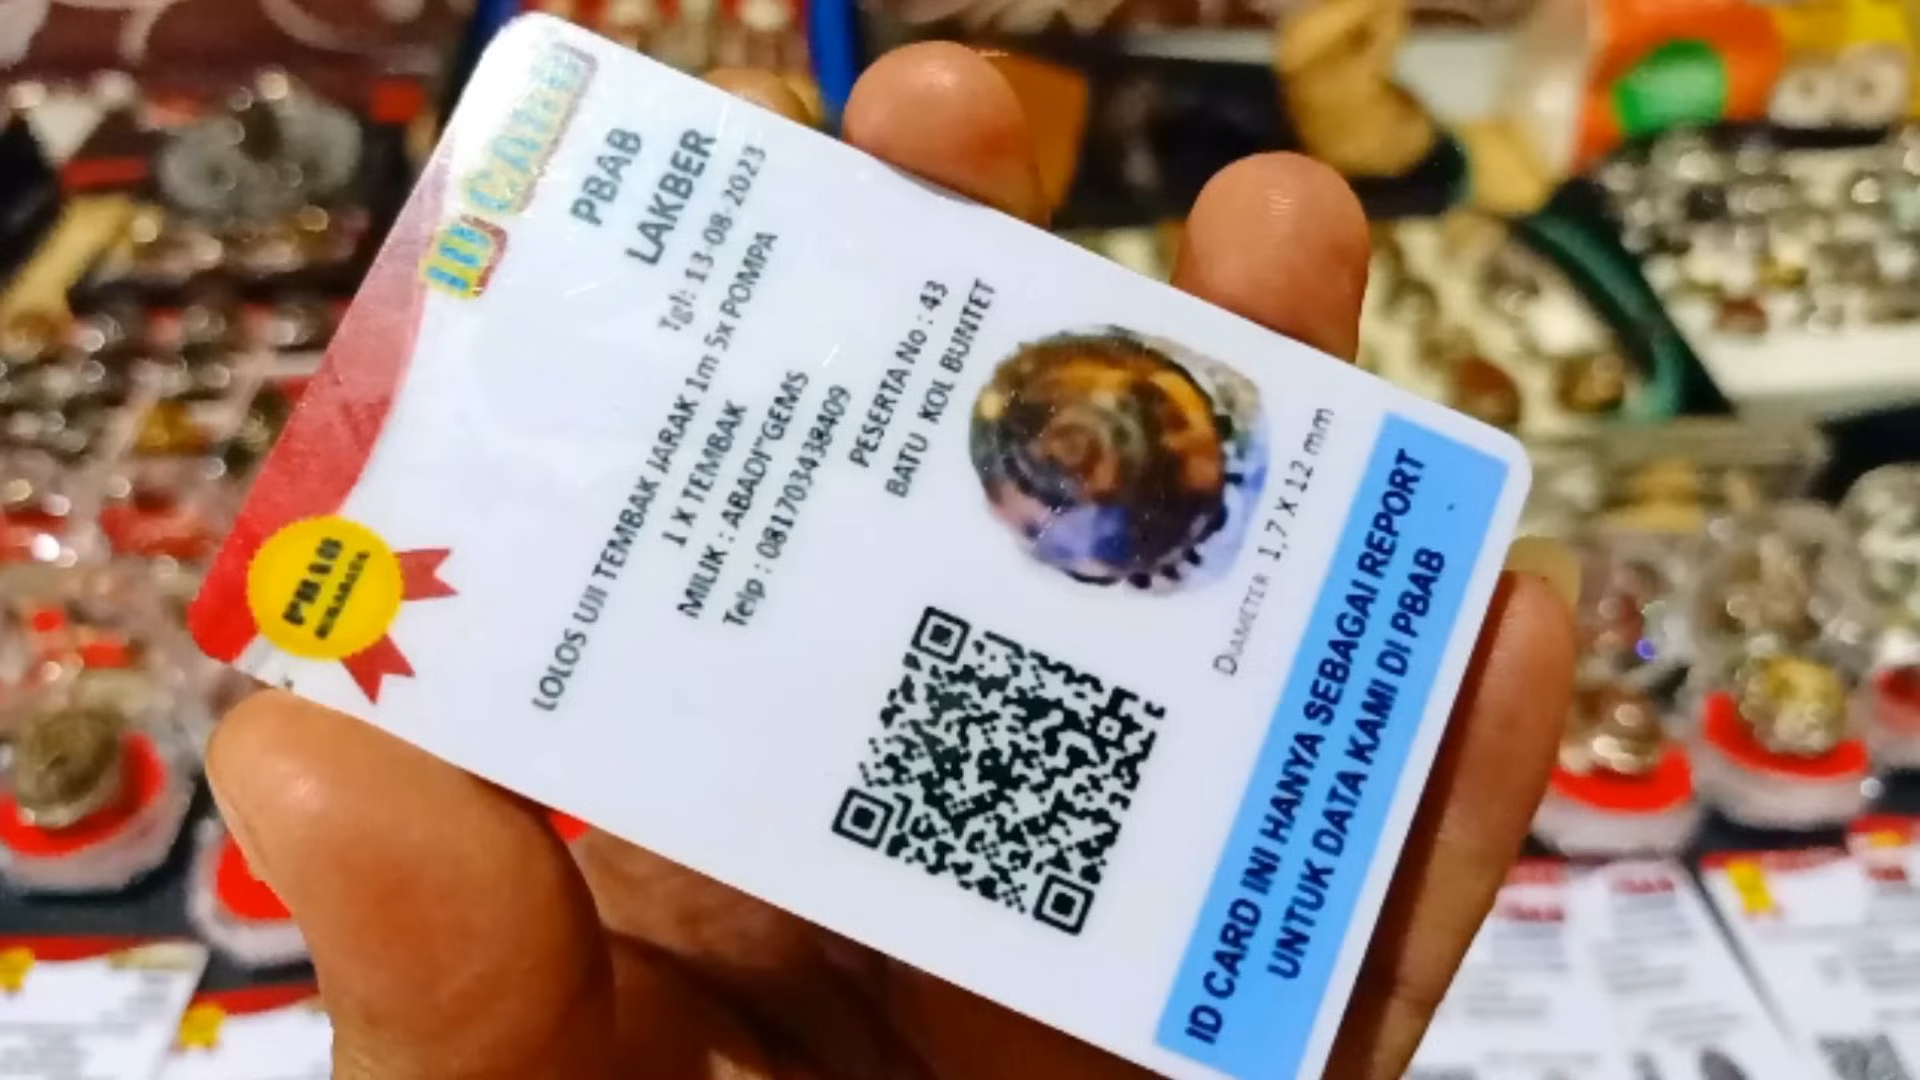 ID CARD
PBAB
LAKBER
Tgl: 13-08-2023
LOLOS UJI TEMBAK JARAK 1m 5x POMPA
1 X TEMBAK
MILIK : ABADI"GEMS
Telp : 081703438409
PESERTA No : 43
BATU KOL BUNTET
DIAMETER 1,7 X 12 mm
ID CARD INI HANYA SEBAGAI REPORT
UNTUK DATA KAMI DI PBAB
PBAB